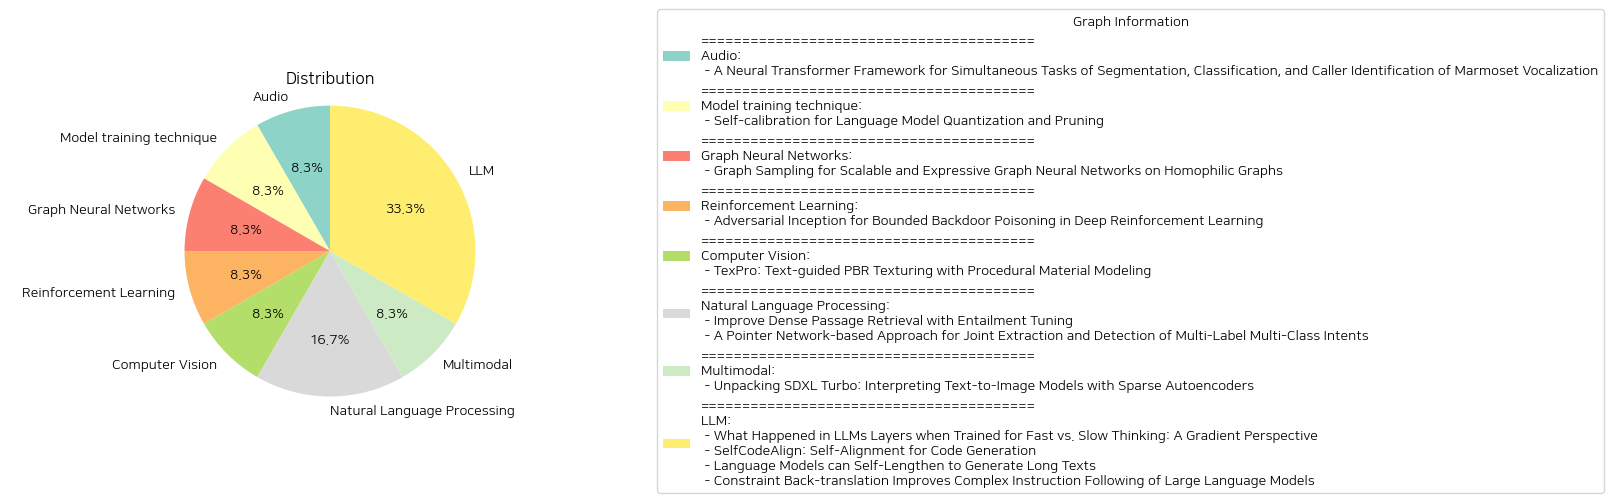 Distribution
Audio
Model training technique
Graph Neural Networks
Reinforcement Learning
Computer Vision
Natural Language Processing
Multimodal
LLM
8.3%
8.3%
8.3%
8.3%
8.3%
16.7%
8.3%
33.3%
Graph Information
========================================
Audio:
- A Neural Transformer Framework for Simultaneous Tasks of Segmentation, Classification, and Caller Identification of Marmoset Vocalization
========================================
Model training technique:
- Self-calibration for Language Model Quantization and Pruning
========================================
Graph Neural Networks:
- Graph Sampling for Scalable and Expressive Graph Neural Networks on Homophilic Graphs
========================================
Reinforcement Learning:
- Adversarial Inception for Bounded Backdoor Poisoning in Deep Reinforcement Learning
========================================
Computer Vision:
- TexPro: Text-guided PBR Texturing with Procedural Material Modeling
========================================
Natural Language Processing:
- Improve Dense Passage Retrieval with Entailment Tuning
- A Pointer Network-based Approach for Joint Extraction and Detection of Multi-Label Multi-Class Intents
========================================
Multimodal:
- Unpacking SDXL Turbo: Interpreting Text-to-Image Models with Sparse Autoencoders
========================================
LLM:
- What Happened in LLMs Layers when Trained for Fast vs. Slow Thinking: A Gradient Perspective
- SelfCodeAlign: Self-Alignment for Code Generation
- Language Models can Self-Lengthen to Generate Long Texts
- Constraint Back-translation Improves Complex Instruction Following of Large Language Models